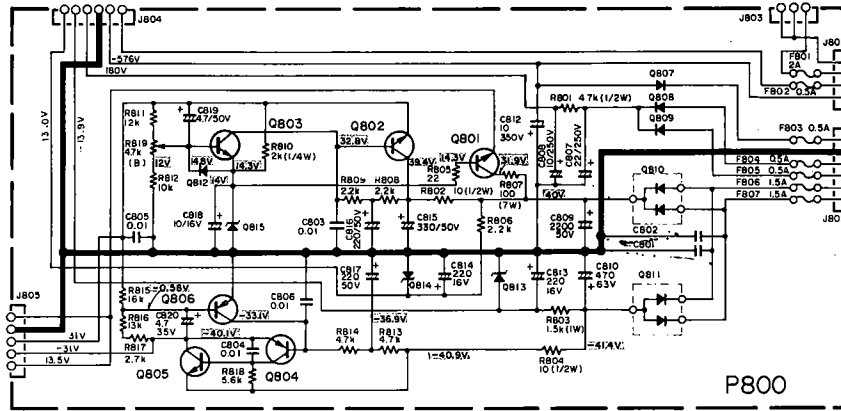 J804
J803
J80
-576V
180V
13.0V
-13.9V
F801
2A
F802 0.5A
Q807
Q808
Q809
R801 4.7k (1/2W)
C819
4.7/50V
R811
12k
R819
4.7k
(B)
R812
10k
12V
Q803
R810
2k(1/4W)
32.8V
Q802
39.4V
Q801
C812
10
350V
C808
10/250V
C807
22/250V
F803 0.5A
F804 0.5A
F805 0.5A
F806 1.5A
F807 1.5A
J80
14.8V
14.3V
Q812
14V
14.3V
R805
22
31.9V
R807
100
(7W)
40V
Q810
R809
2.2k
R808
2.2k
R802
10(1/2W)
C805
0.01
C818
10/16V
Q815
C803
0.01
C816
220/50V
C815
330/50V
R806
2.2k
C809
2200
50V
C802
C801
C817
220
50V
Q814
C814
220
16V
Q813
C813
220
16V
C810
470
63V
Q811
J805
R815
16k
-0.58V
R816
13k
Q806
C820
4.7
35V
-33.1V
C806
0.01
-36.9V
-40.1V
C804
0.01
R814
4.7k
R813
4.7k
R803
1.5k(1W)
-41.4V
-40.9V
R804
10(1/2W)
31V
-31V
13.5V
R817
2.7k
Q805
R818
5.6k
Q804
P800